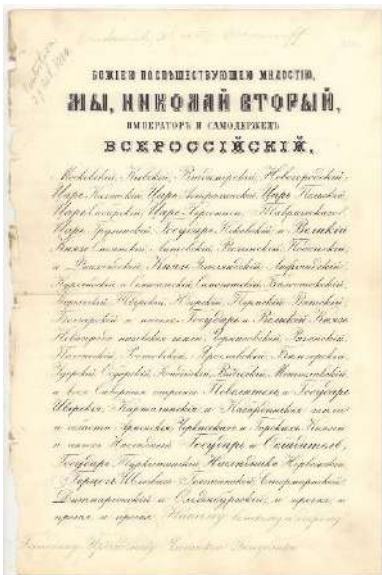 БОЖІЕЮ ПОСПѢШЕСТВУЮЩЕЮ МИЛОСТІЮ,
МЫ, НИКОЛАЙ ВТОРЫЙ,
ИМПЕРАТОРЪ И САМОДЕРЖЕЦЪ
ВСЕРОССІЙСКІЙ,
Московскій, Кіевскій, Владимірскій, Новогородскій,
Царь Казанскій, Царь Астраханскій, Царь Польскій,
Царь Сибирскій, Царь Херсониса Таврическаго,
Царь Грузинскій, Государь Псковскій и Великій
Князь Смоленскій, Литовскій, Волынскій, Подольскій
и Финляндскій, Князь Эстляндскій, Лифляндскій,
Курляндскій и Семигальскій, Самогитскій, Бѣлостокскій,
Корельскій, Тверскій, Югорскій, Пермскій, Вятскій,
Болгарскій и иныхъ; Государь и Великій Князь
Новагорода низовскія земли, Черниговскій, Рязанскій,
Полотскій, Ростовскій, Ярославскій, Бѣлозерскій,
Удорскій, Обдорскій, Кондійскій, Витебскій, Мстиславскій
и всея Сѣверныя страны Повелитель и Государь
Иверскія, Карталинскія и Кабардинскія земли
и области Арменскія; Черкасскихъ и Горскихъ Князей
и иныхъ Наслѣдный Государь и Обладатель,
Государь Туркестанскій, Наслѣдникъ Норвежскій,
Герцогъ Шлезвигъ-Голстинскій, Стормарнскій,
Дитмарсенскій и Ольденбургскій, и прочая, и
прочая, и прочая. Нашему